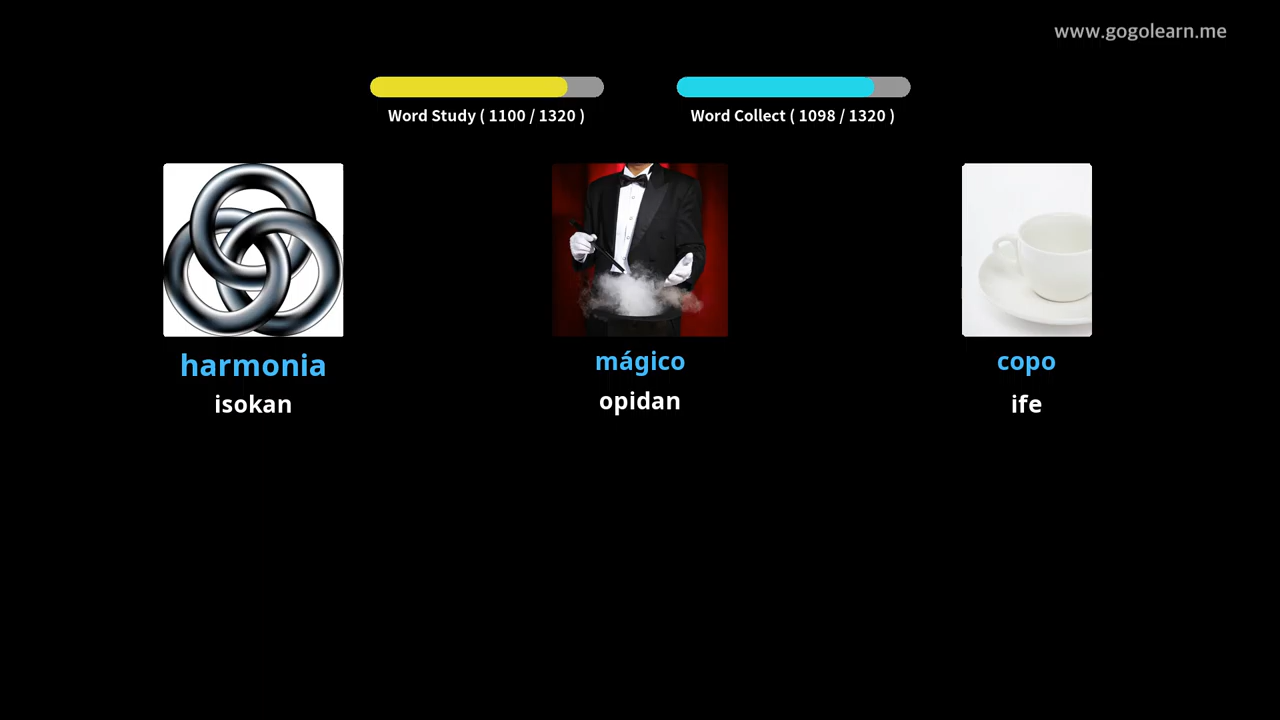 www.gogolearn.me
Word Study ( 1100 / 1320 )
Word Collect ( 1098 / 1320 )
harmonia
isokan
mágico
opidan
copo
ife